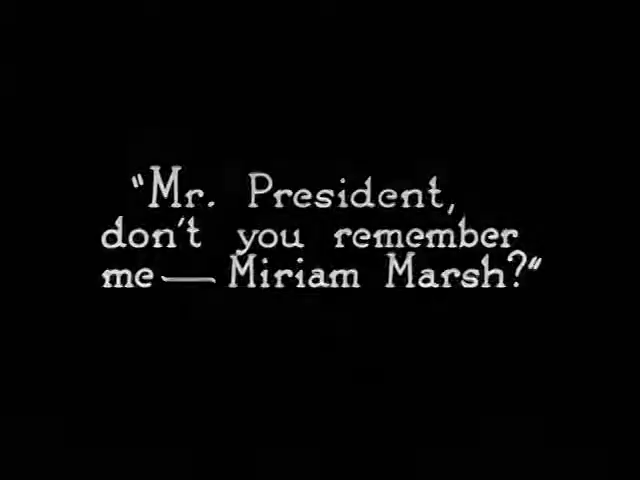 "Mr. President,
don't you remember
me — Miriam Marsh?"